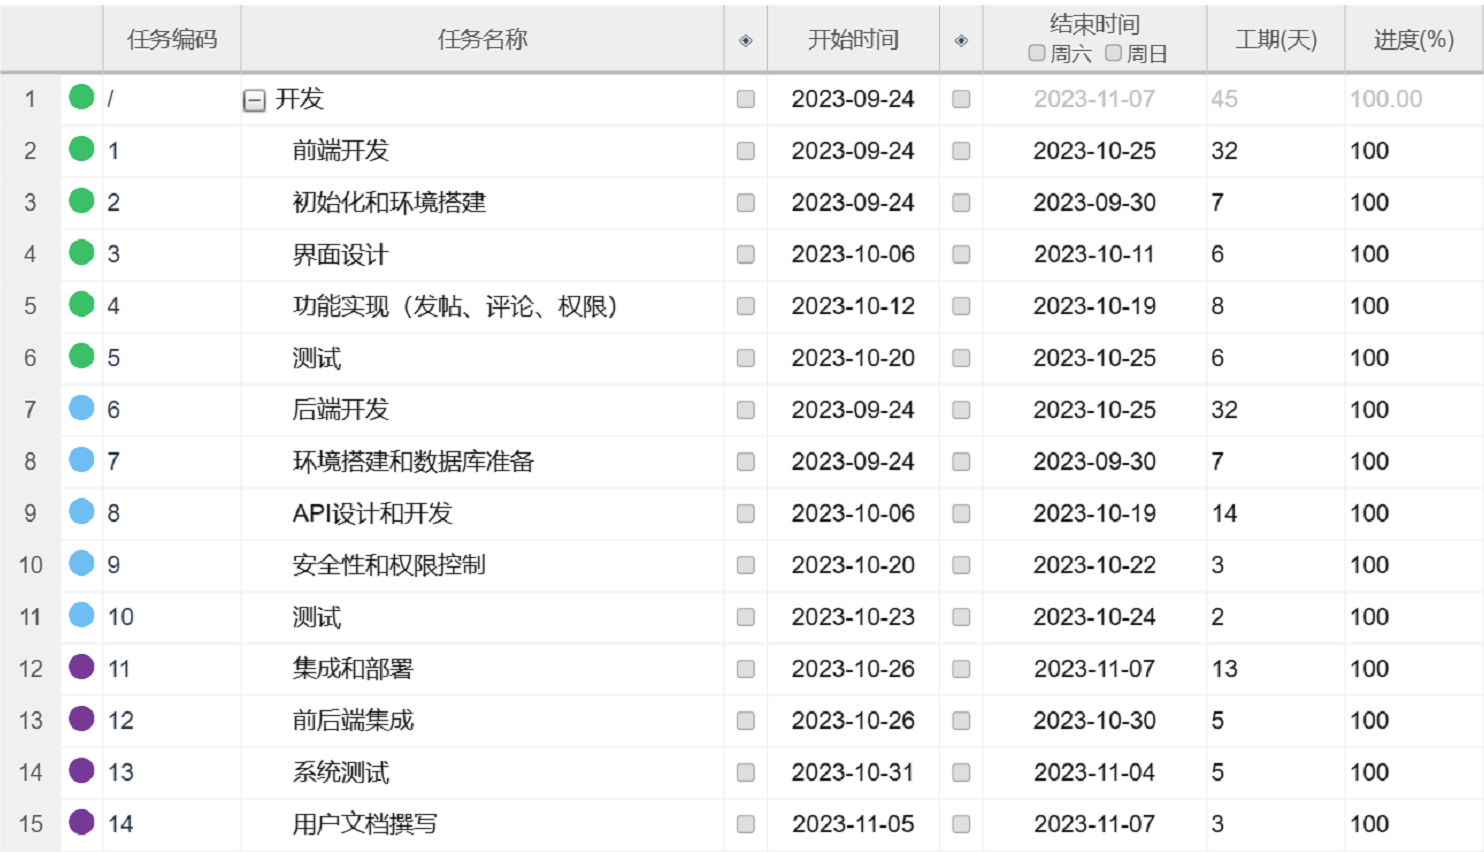 任务编码 任务名称 开始时间 结束时间 周六 周日 工期(天) 进度(%)
1 / 开发 2023-09-24 2023-11-07 45 100.00
2 1 前端开发 2023-09-24 2023-10-25 32 100
3 2 初始化和环境搭建 2023-09-24 2023-09-30 7 100
4 3 界面设计 2023-10-06 2023-10-11 6 100
5 4 功能实现（发帖、评论、权限） 2023-10-12 2023-10-19 8 100
6 5 测试 2023-10-20 2023-10-25 6 100
7 6 后端开发 2023-09-24 2023-10-25 32 100
8 7 环境搭建和数据库准备 2023-09-24 2023-09-30 7 100
9 8 API设计和开发 2023-10-06 2023-10-19 14 100
10 9 安全性和权限控制 2023-10-20 2023-10-22 3 100
11 10 测试 2023-10-23 2023-10-24 2 100
12 11 集成和部署 2023-10-26 2023-11-07 13 100
13 12 前后端集成 2023-10-26 2023-10-30 5 100
14 13 系统测试 2023-10-31 2023-11-04 5 100
15 14 用户文档撰写 2023-11-05 2023-11-07 3 100